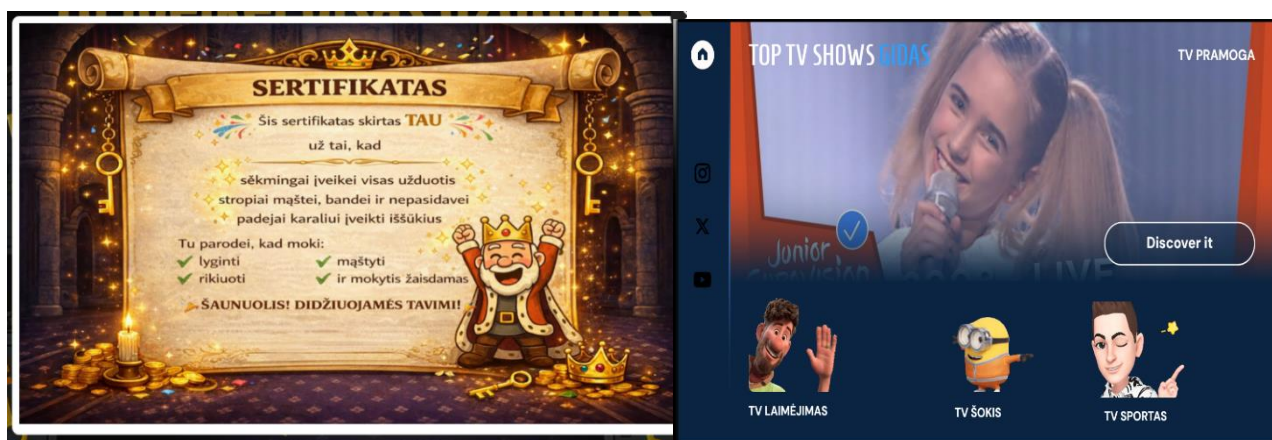 SERTIFIKATAS
Šis sertifikatas skirtas TAU
už tai, kad
sėkmingai įveikei visas užduotis
stropiai mąstei, bandei ir nepasidavei
padejai karaliui įveikti iššūkius
Tu parodei, kad moki:
lyginti
mąstyti
rikiuoti
ir mokytis žaisdamas
ŠAUNUOLIS! DIDŽIUOJAMĖS TAVIMI!
TOP TV SHOWS GIDAS
TV PRAMOGA
Junior
LIVE
Discover it
TV LAIMĖJIMAS
TV ŠOKIS
TV SPORTAS